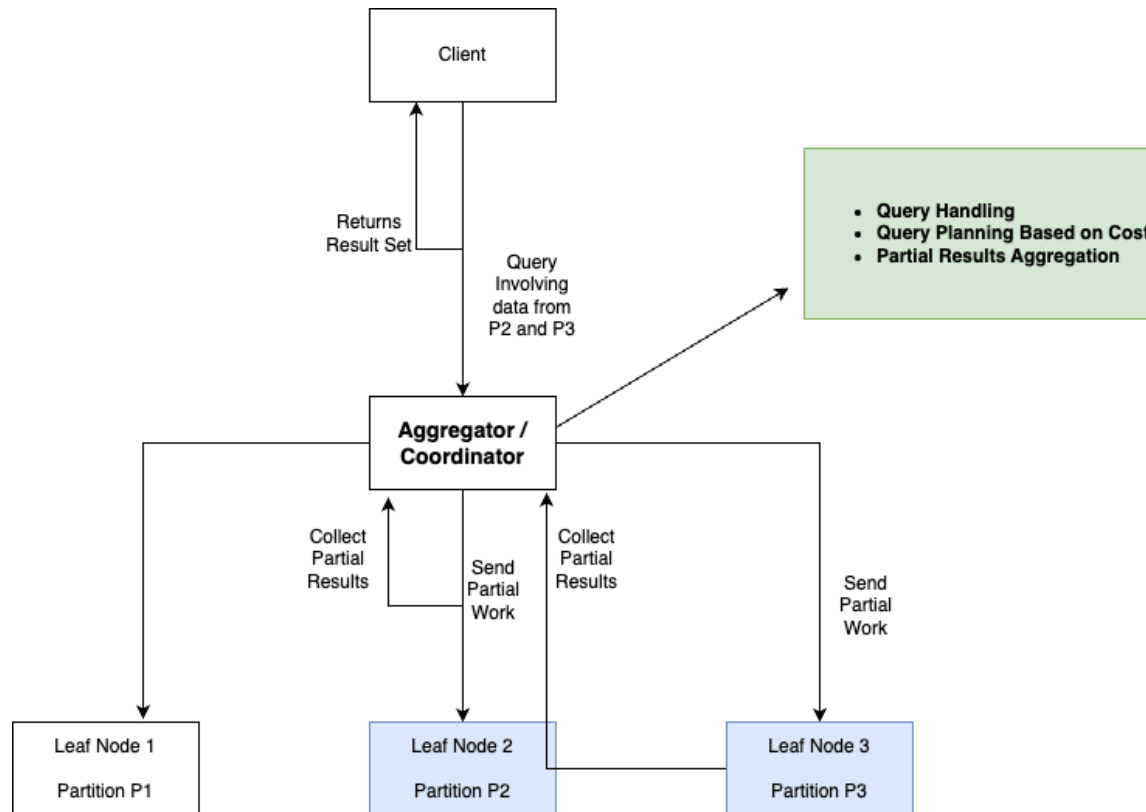 Client
Returns
Result Set
Query
Involving
data from
P2 and P3
• Query Handling
• Query Planning Based on Cost
• Partial Results Aggregation
Aggregator /
Coordinator
Collect
Partial
Results
Send
Partial
Work
Collect
Partial
Results
Send
Partial
Work
Leaf Node 1
Partition P1
Leaf Node 2
Partition P2
Leaf Node 3
Partition P3